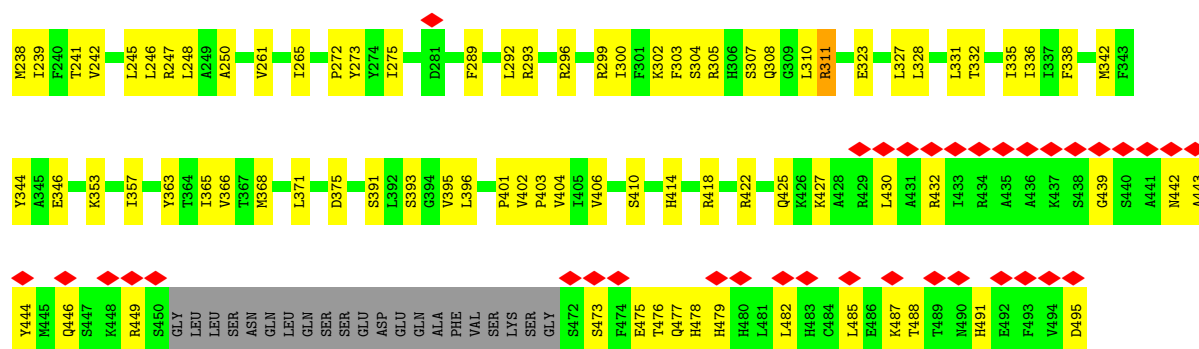 M238 I239 F240 T241 V242 L245 L246 R247 L248 A249 A250 V261 I265 P272 Y273 Y274 I275 D281 F289 L292 R293 R296 R299 I300 F301 K302 F303 S304 R305 H306 S307 Q308 G309 L310 R311 E323 L327 L328 L331 T332 I335 I336 I337 F338 M342 F343
Y344 A345 E346 K353 I357 Y363 T364 I365 V366 T367 M368 L371 D375 S391 L392 S393 G394 V395 L396 P401 V402 P403 V404 I405 V406 S410 H414 R418 R422 Q425 K426 K427 A428 R429 L430 A431 R432 I433 R434 A435 A436 K437 S438 G439 S440 A441 N442 A443
Y444 M445 Q446 S447 K448 R449 S450 GLY LEU LEU SER ASN GLN LEU GLN SER SER GLU ASP GLU GLN ALA PHE VAL SER LYS SER GLY S472 S473 F474 E475 T476 Q477 H478 H479 H480 L481 L482 H483 C484 L485 E486 K487 T488 T489 N490 H491 E492 F493 V494 D495